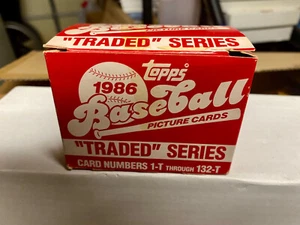 "TRADED" SERIES
topps®
1986
Baseball
PICTURE CARDS
"TRADED" SERIES
CARD NUMBERS 1-T THROUGH 132-T